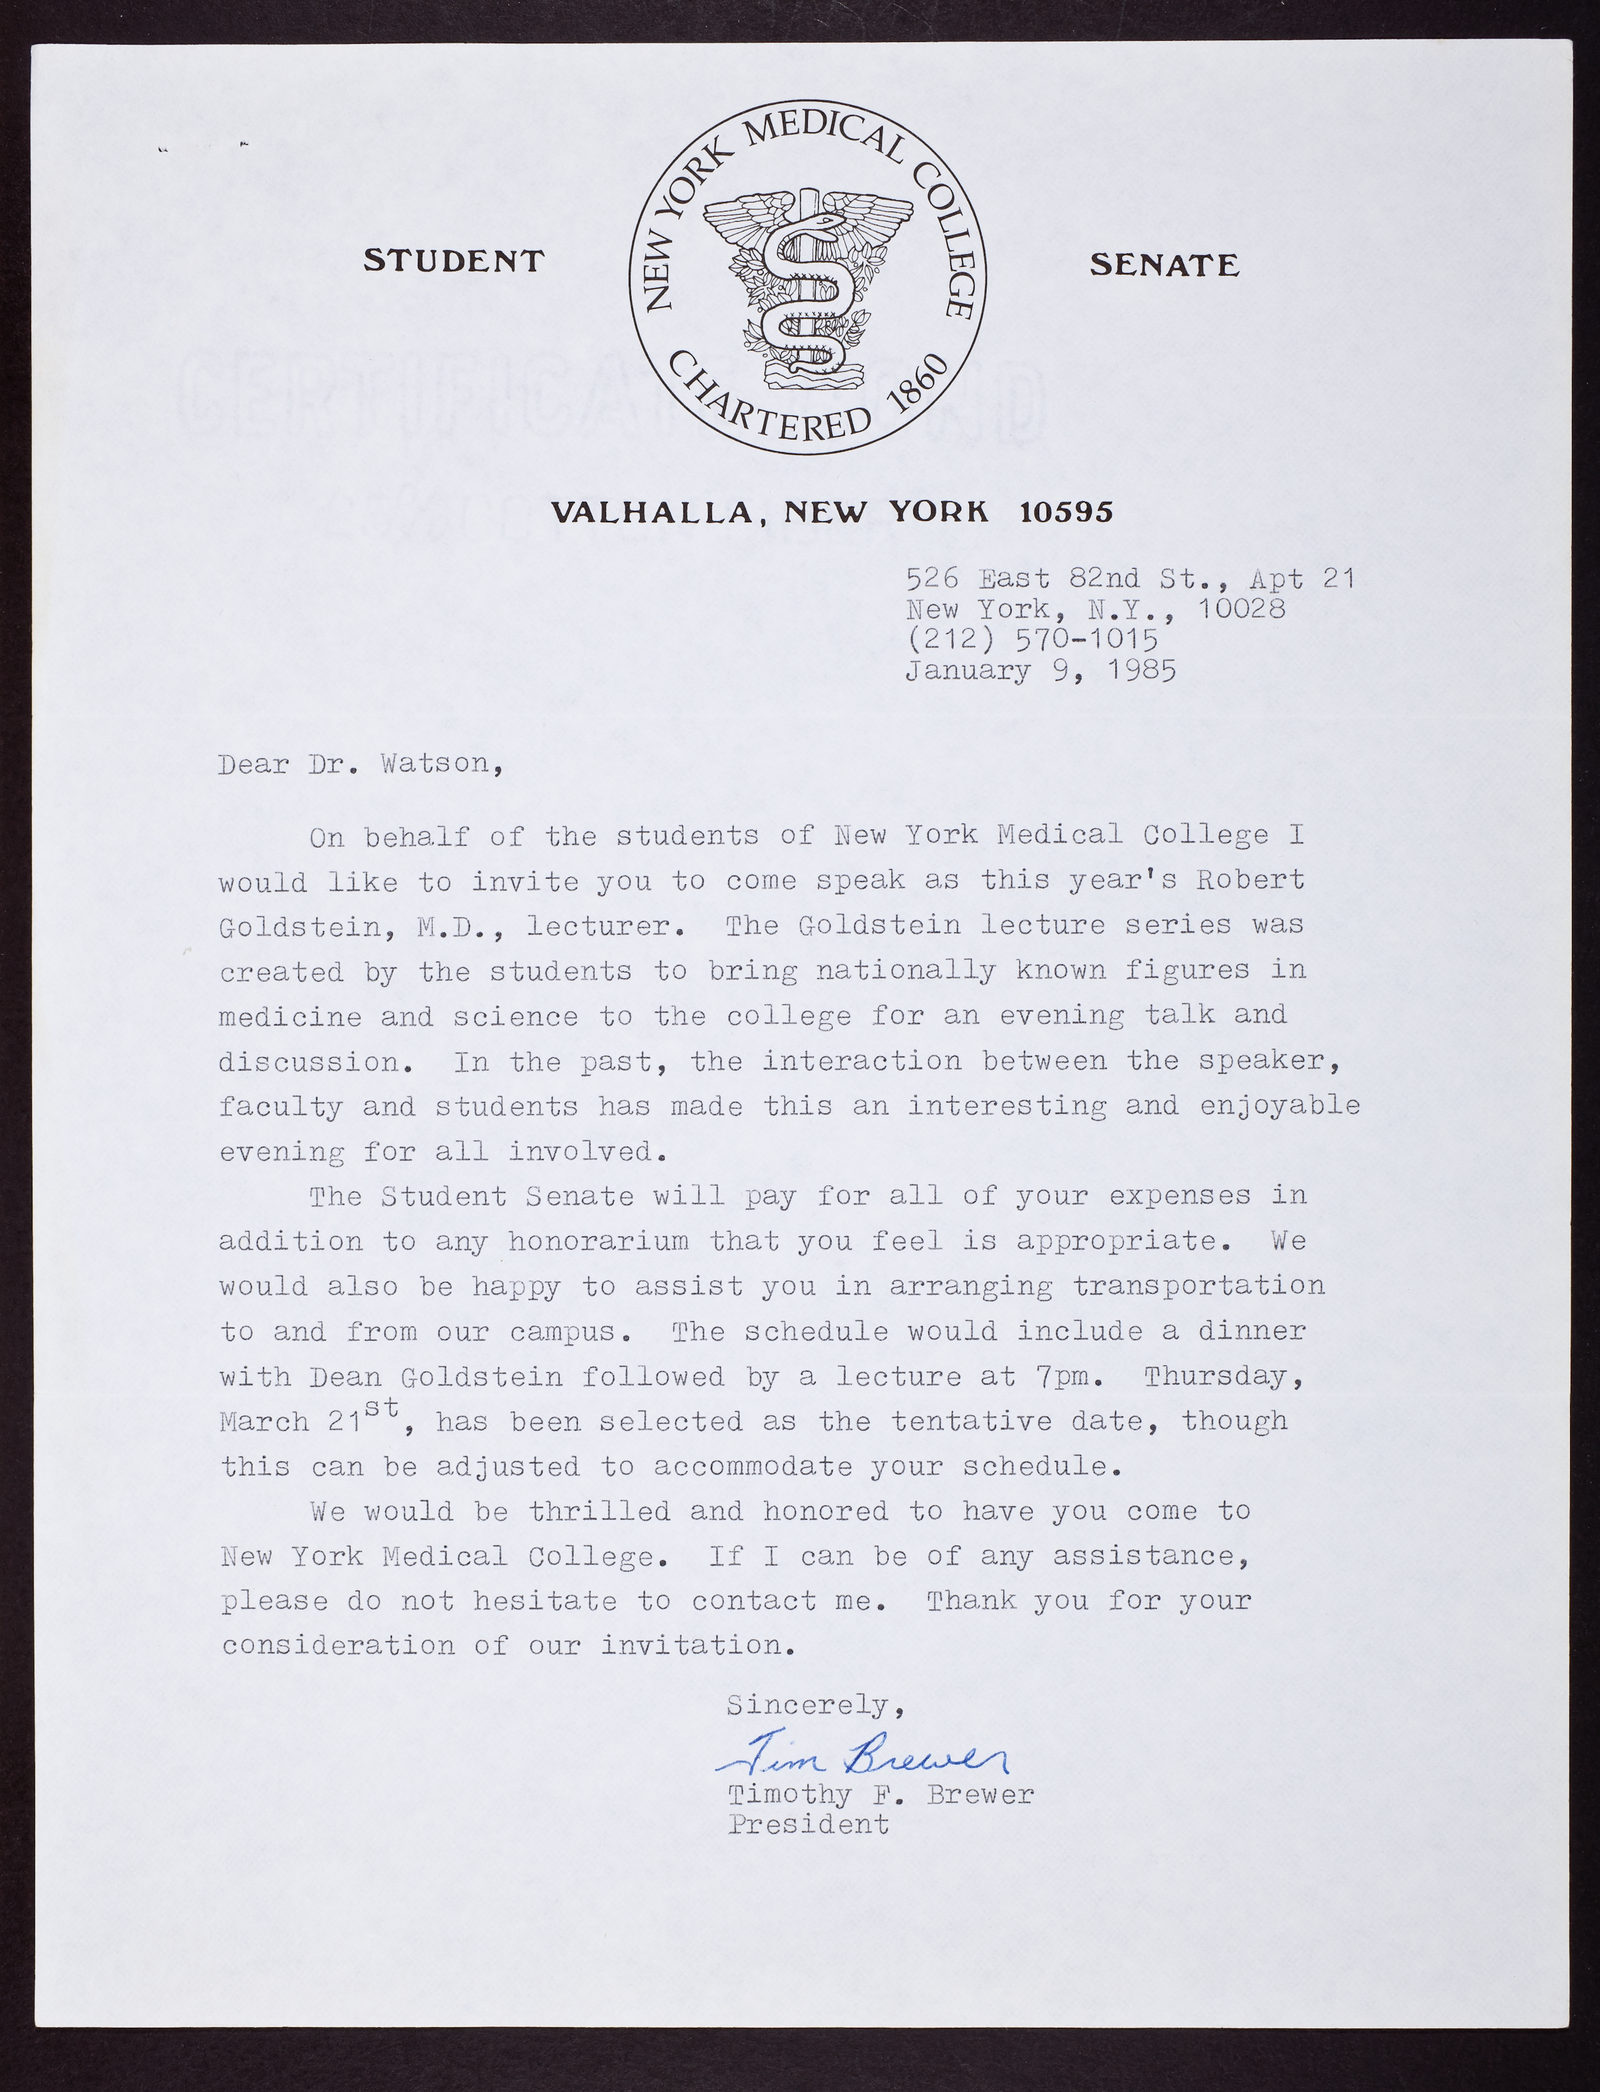 NEW YORK MEDICAL COLLEGE
CHARTERED 1860
STUDENT SENATE
VALHALLA, NEW YORK 10595
526 East 82nd St., Apt 21
New York, N.Y., 10028
(212) 570-1015
January 9, 1985
Dear Dr. Watson,
On behalf of the students of New York Medical College I
would like to invite you to come speak as this year's Robert
Goldstein, M.D., lecturer. The Goldstein lecture series was
created by the students to bring nationally known figures in
medicine and science to the college for an evening talk and
discussion. In the past, the interaction between the speaker,
faculty and students has made this an interesting and enjoyable
evening for all involved.
The Student Senate will pay for all of your expenses in
addition to any honorarium that you feel is appropriate. We
would also be happy to assist you in arranging transportation
to and from our campus. The schedule would include a dinner
with Dean Goldstein followed by a lecture at 7pm. Thursday,
March 21st, has been selected as the tentative date, though
this can be adjusted to accommodate your schedule.
We would be thrilled and honored to have you come to
New York Medical College. If I can be of any assistance,
please do not hesitate to contact me. Thank you for your
consideration of our invitation.
Sincerely,
Tim Brewer
Timothy F. Brewer
President